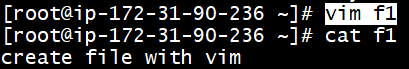 [root@ip-172-31-90-236 ~]# vim f1
[root@ip-172-31-90-236 ~]# cat f1
create file with vim